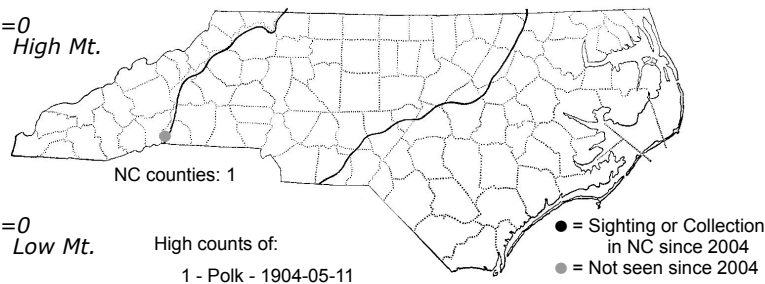 =0
High Mt.
NC counties: 1
=0
Low Mt.
High counts of:
1 - Polk - 1904-05-11
● = Sighting or Collection
in NC since 2004
● = Not seen since 2004